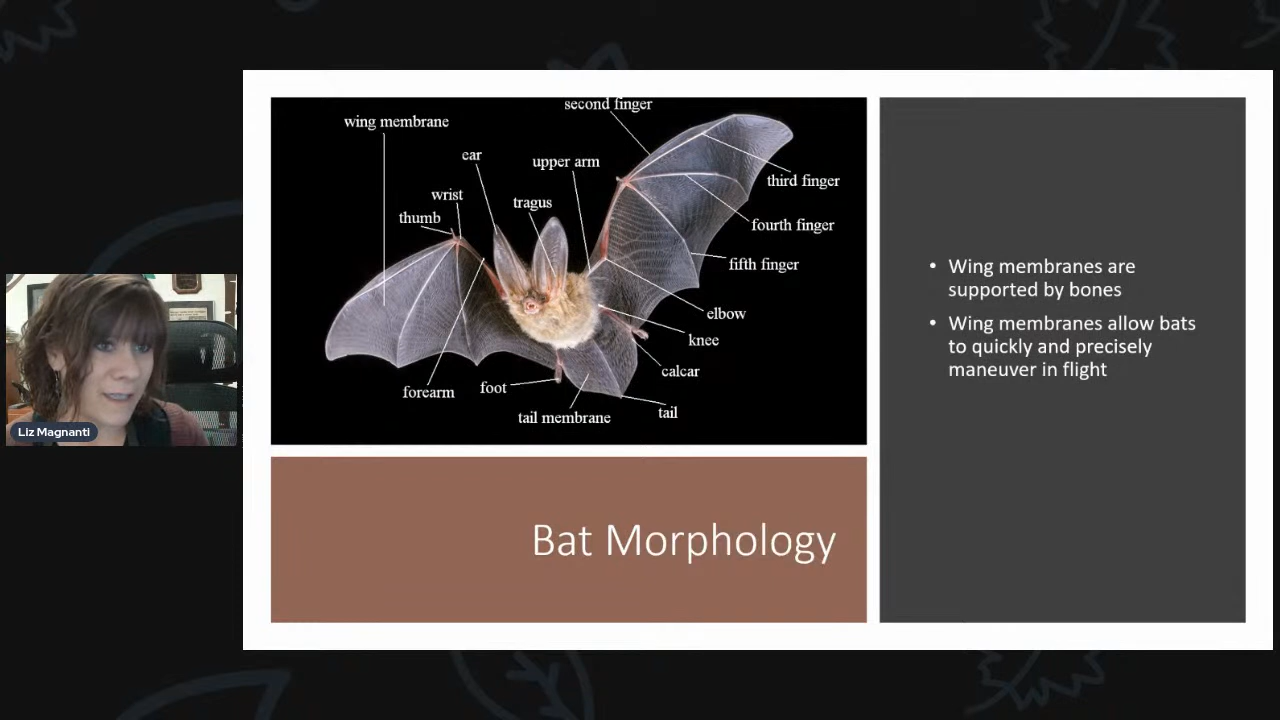 second finger
wing membrane
ear
upper arm
third finger
wrist
tragus
thumb
fourth finger
fifth finger
elbow
knee
calcar
forearm
foot
tail membrane
tail
Bat Morphology
• Wing membranes are
supported by bones
• Wing membranes allow bats
to quickly and precisely
maneuver in flight
Liz Magnanti